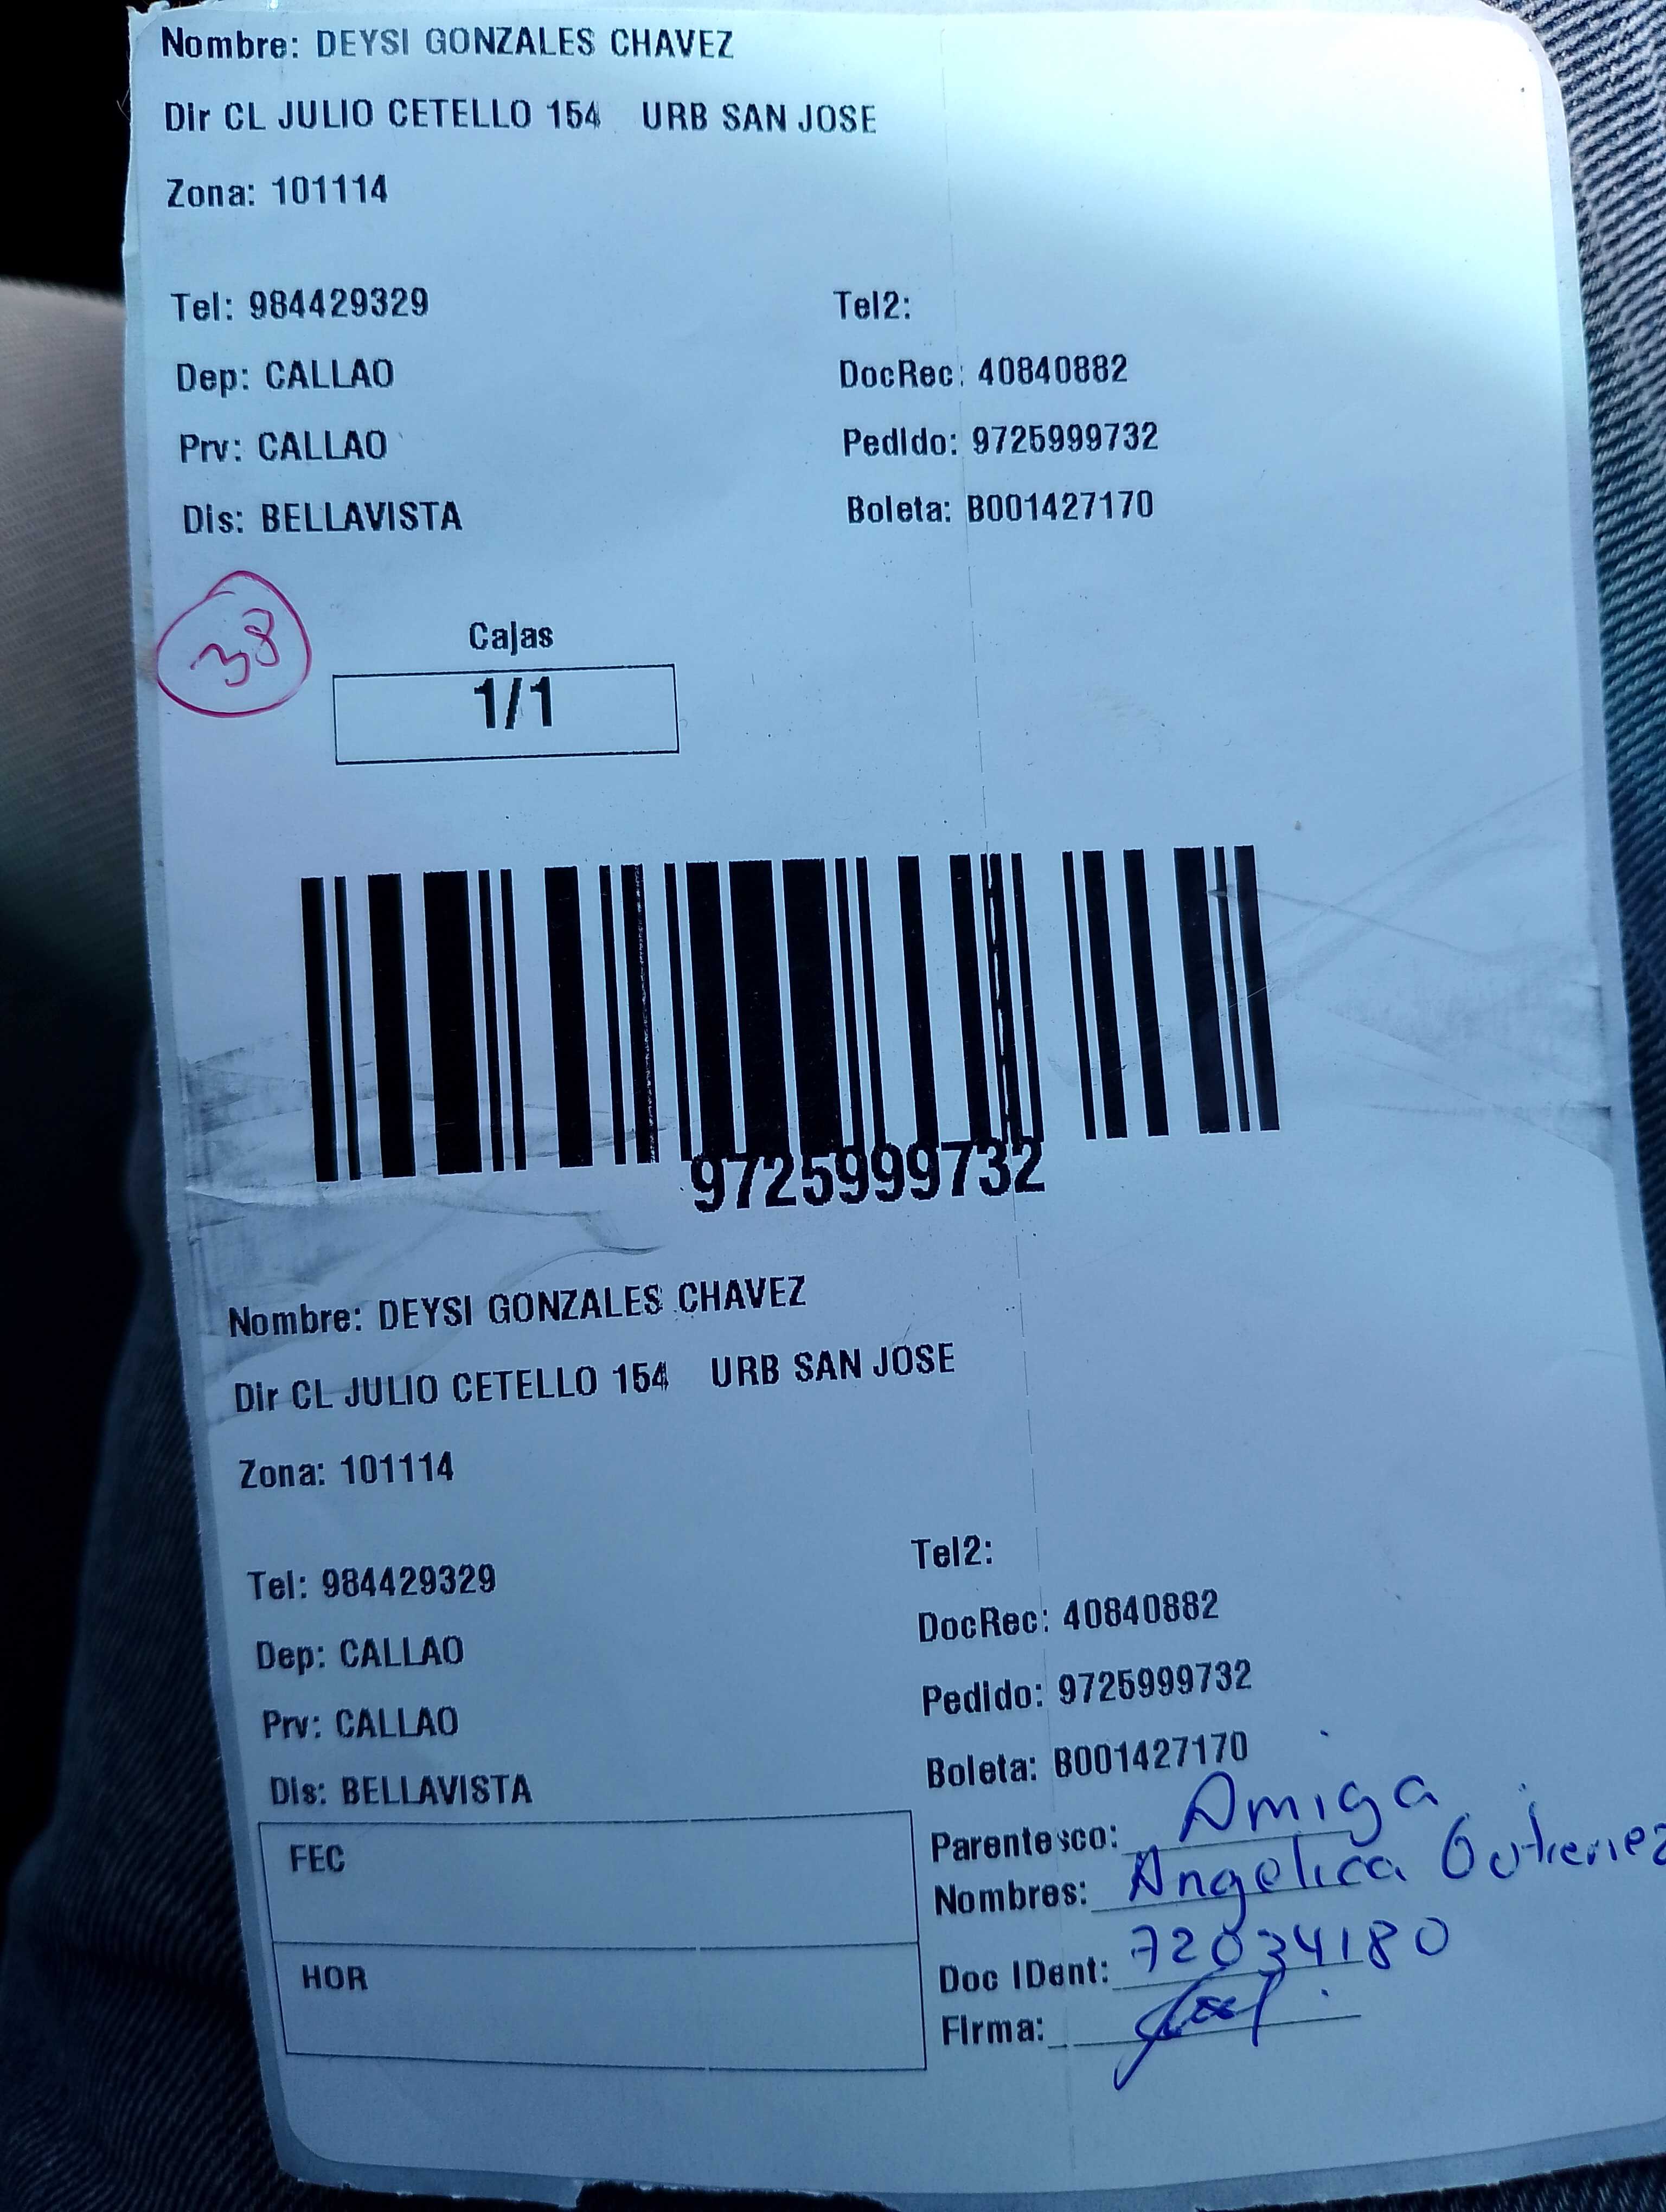 Nombre: DEYSI GONZALES CHAVEZ
Dir CL JULIO CETELLO 154 URB SAN JOSE
Zona: 101114
Tel: 984429329 Tel2:
Dep: CALLAO DocRec: 40840882
Prv: CALLAO Pedido: 9725999732
Dis: BELLAVISTA Boleta: B001427170
38
Cajas
1/1
9725999732
Nombre: DEYSI GONZALES CHAVEZ
Dir CL JULIO CETELLO 154 URB SAN JOSE
Zona: 101114
Tel: 984429329 Tel2:
Dep: CALLAO DocRec: 40840882
Prv: CALLAO Pedido: 9725999732
Dis: BELLAVISTA Boleta: B001427170
FEC Parentesco: Amiga
Nombres: Angelica Gutierrez
HOR Doc IDent: 72034180
Firma: